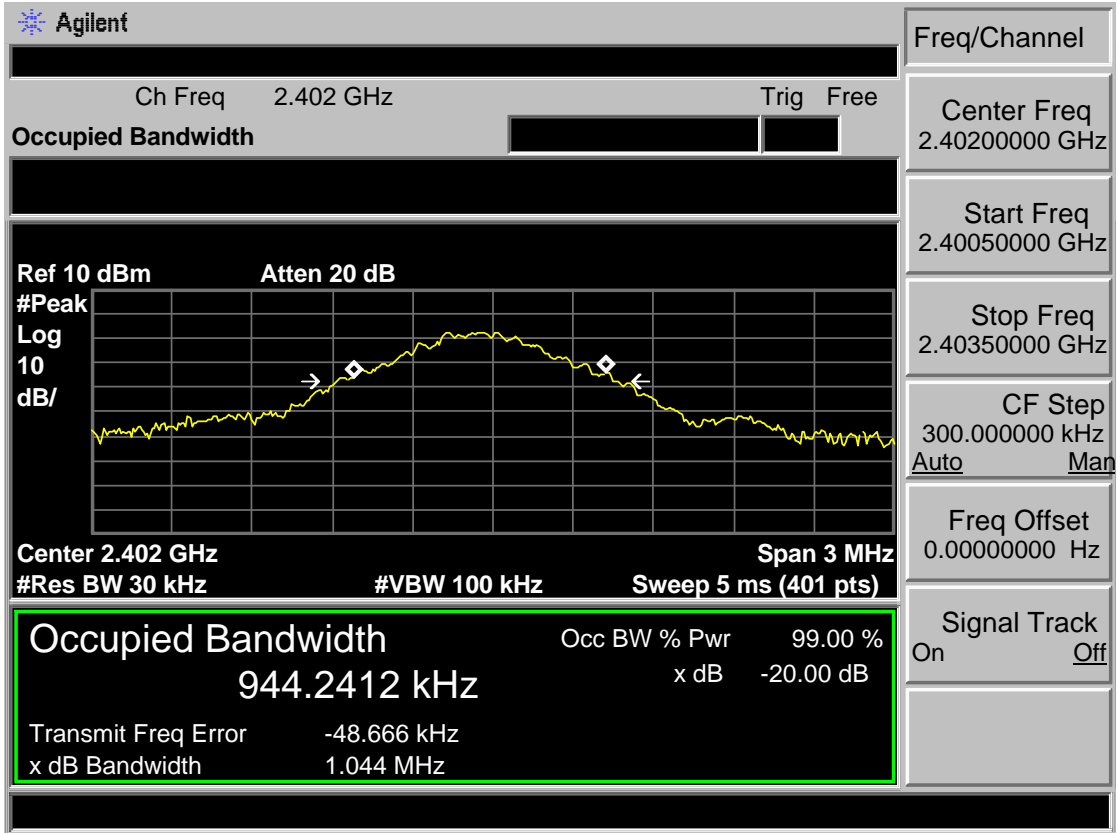 Agilent
Ch Freq 2.402 GHz Trig Free
Occupied Bandwidth
Ref 10 dBm Atten 20 dB
#Peak
Log
10
dB/
Center 2.402 GHz Span 3 MHz
#Res BW 30 kHz #VBW 100 kHz Sweep 5 ms (401 pts)
Occupied Bandwidth Occ BW % Pwr 99.00 %
944.2412 kHz x dB -20.00 dB
Transmit Freq Error -48.666 kHz
x dB Bandwidth 1.044 MHz
Freq/Channel
Center Freq
2.40200000 GHz
Start Freq
2.40050000 GHz
Stop Freq
2.40350000 GHz
CF Step
300.000000 kHz
Auto Man
Freq Offset
0.00000000 Hz
Signal Track
On Off